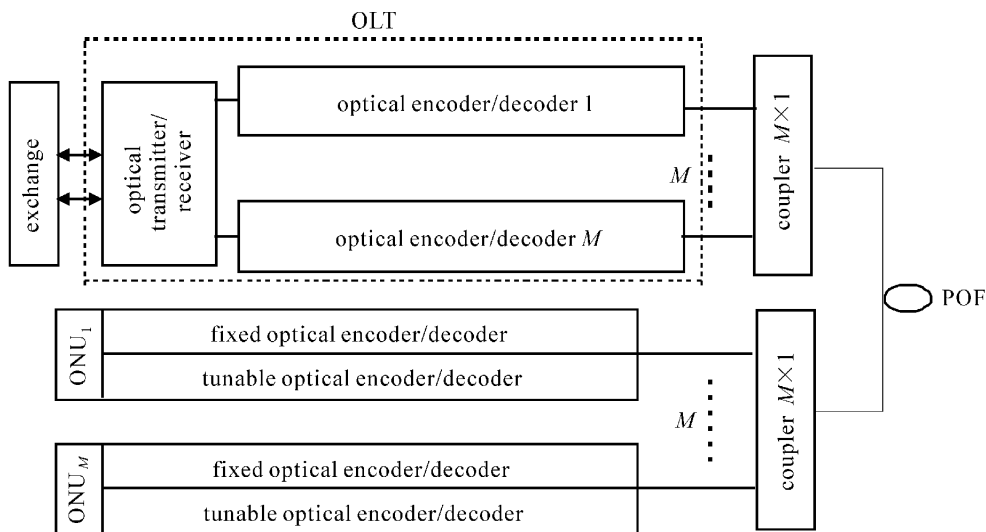 OLT
exchange
optical
transmitter/
receiver
optical encoder/decoder 1
M
optical encoder/decoder M
coupler M×1
POF
ONU1
fixed optical encoder/decoder
tunable optical encoder/decoder
M
ONUM
fixed optical encoder/decoder
tunable optical encoder/decoder
coupler M×1